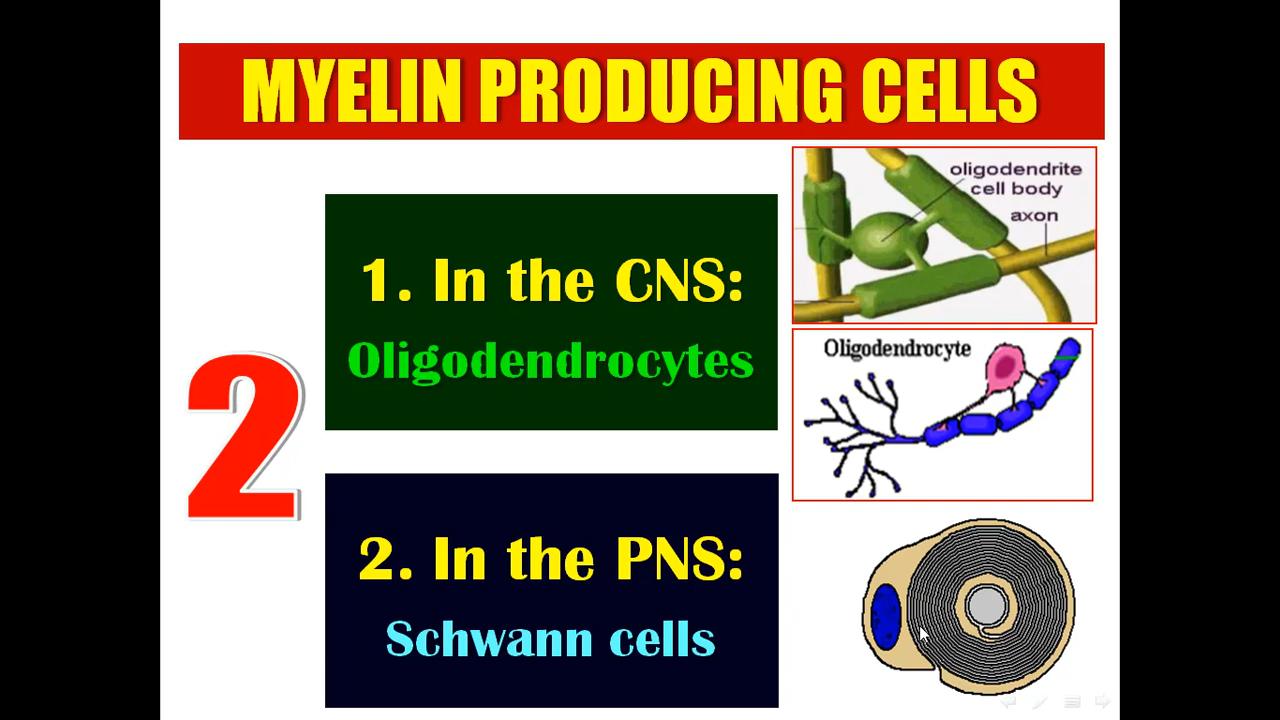 MYELIN PRODUCING CELLS
2
1. In the CNS:
Oligodendrocytes
2. In the PNS:
Schwann cells
oligodendrite
cell body
axon
Oligodendrocyte